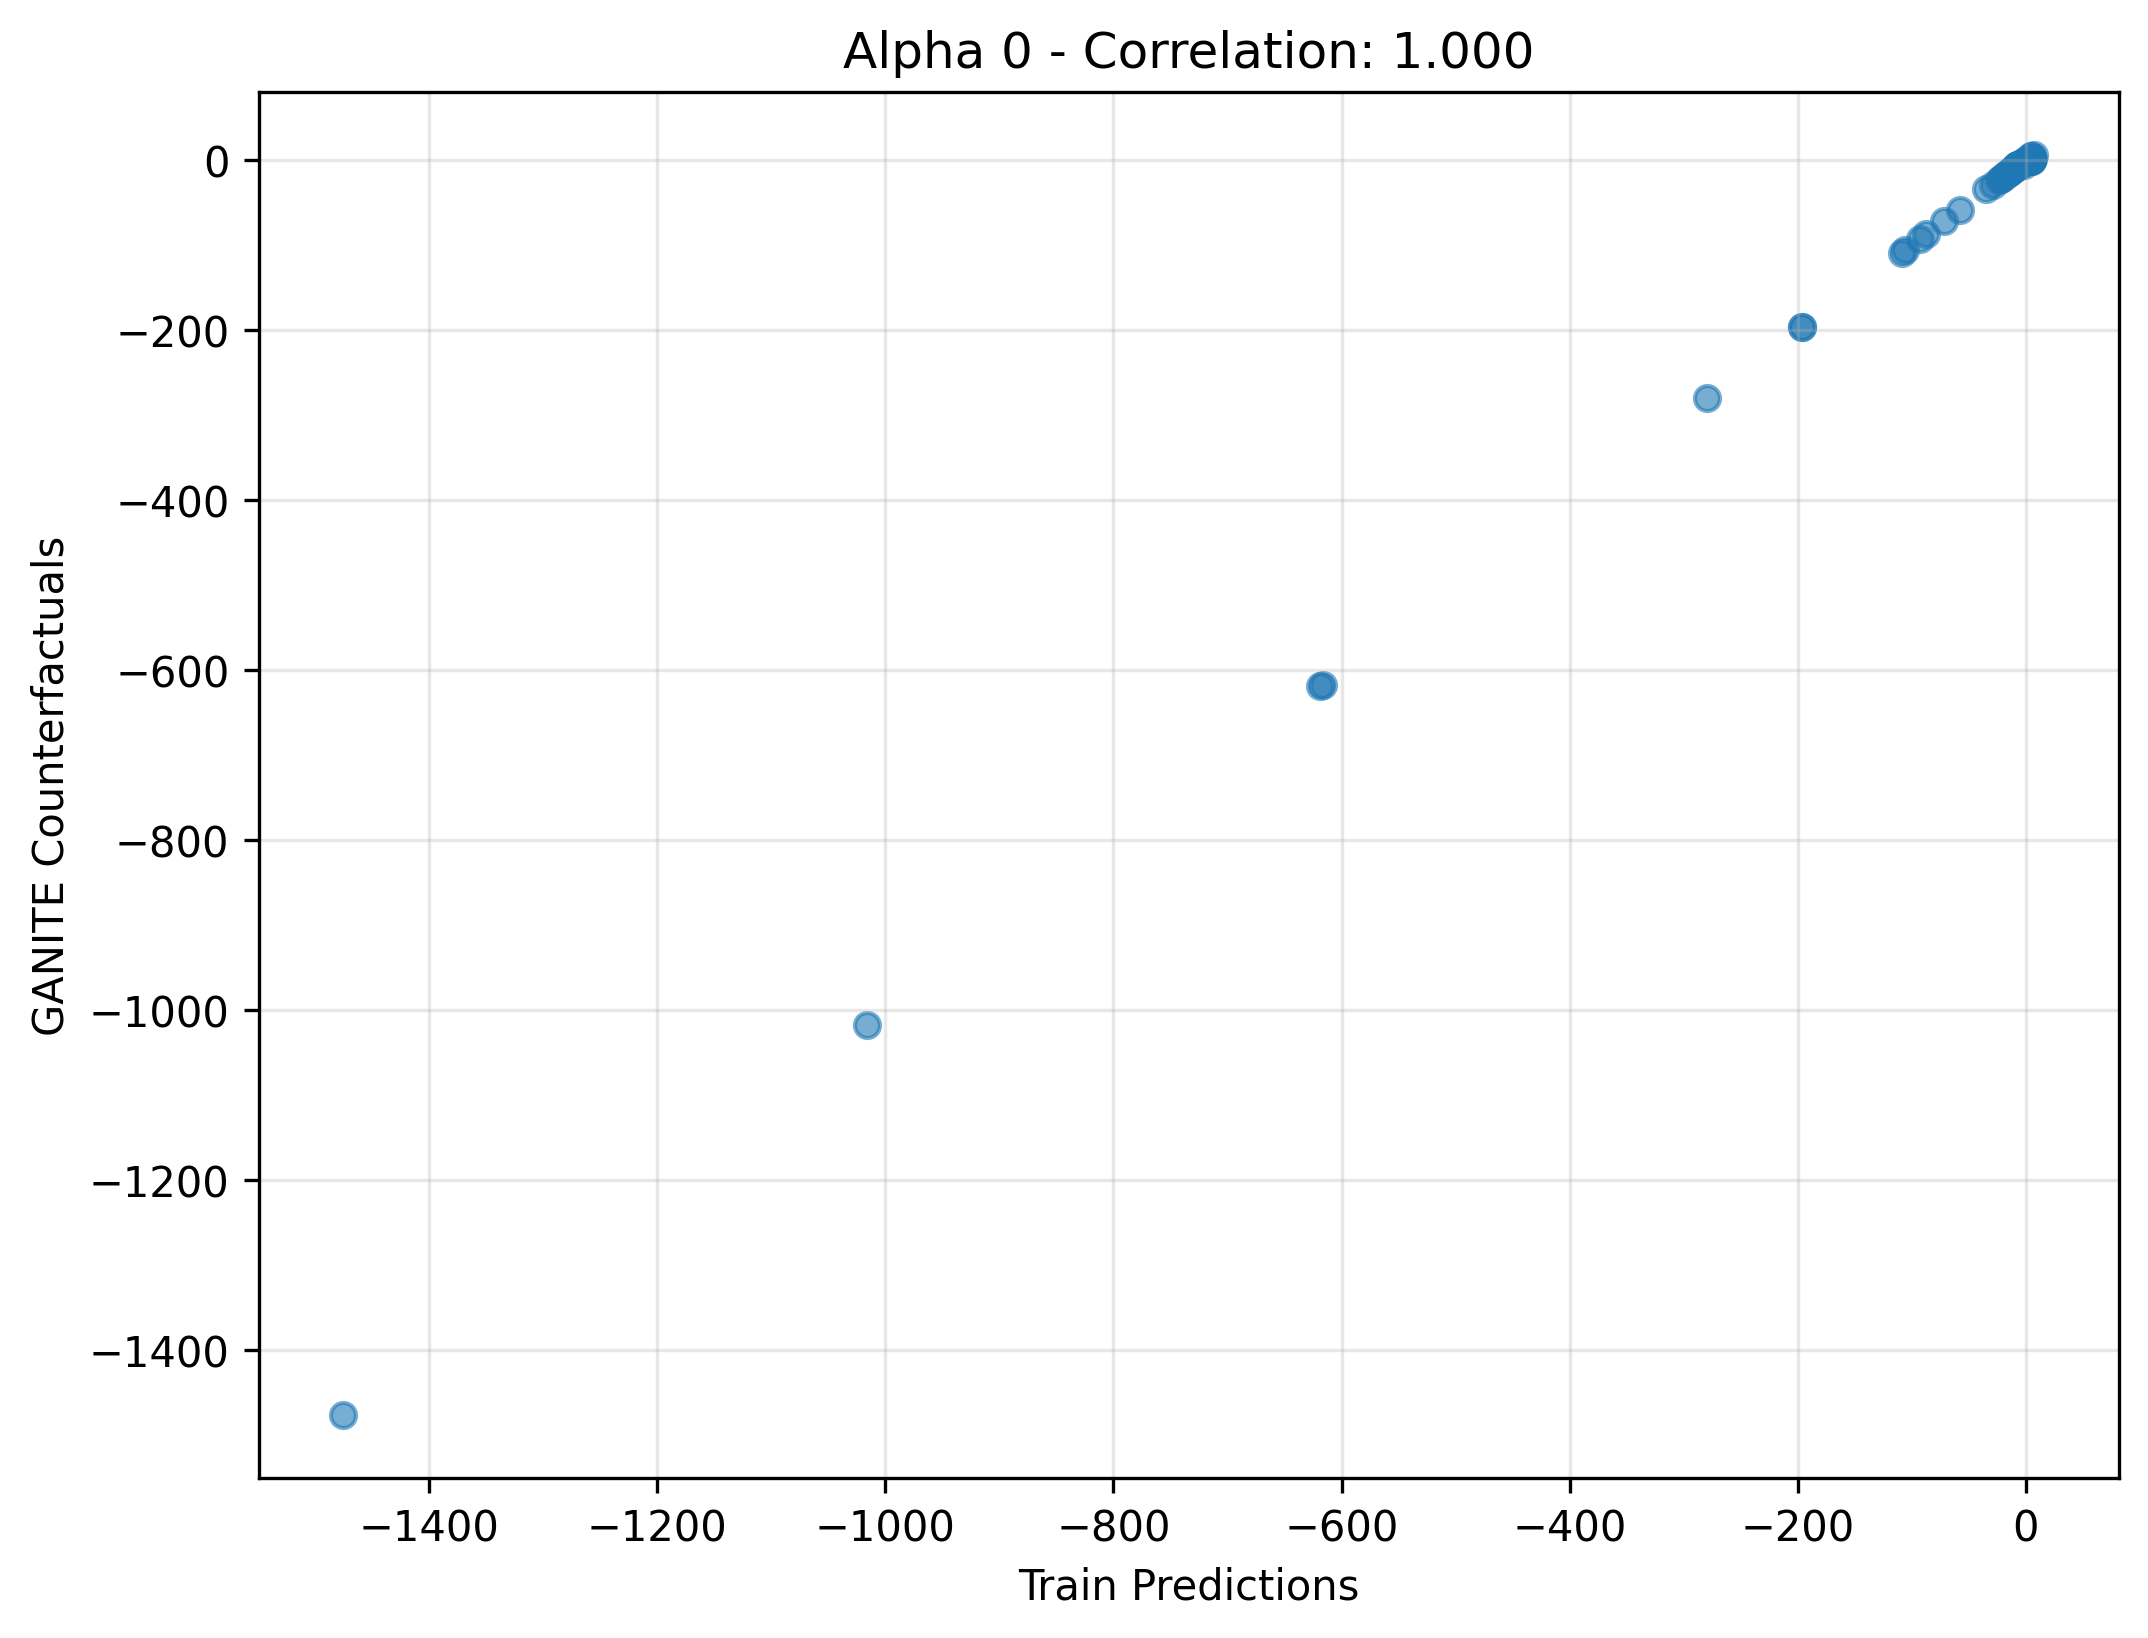 Alpha 0 - Correlation: 1.000
GANITE Counterfactuals
0
−200
−400
−600
−800
−1000
−1200
−1400
−1400 −1200 −1000 −800 −600 −400 −200 0
Train Predictions